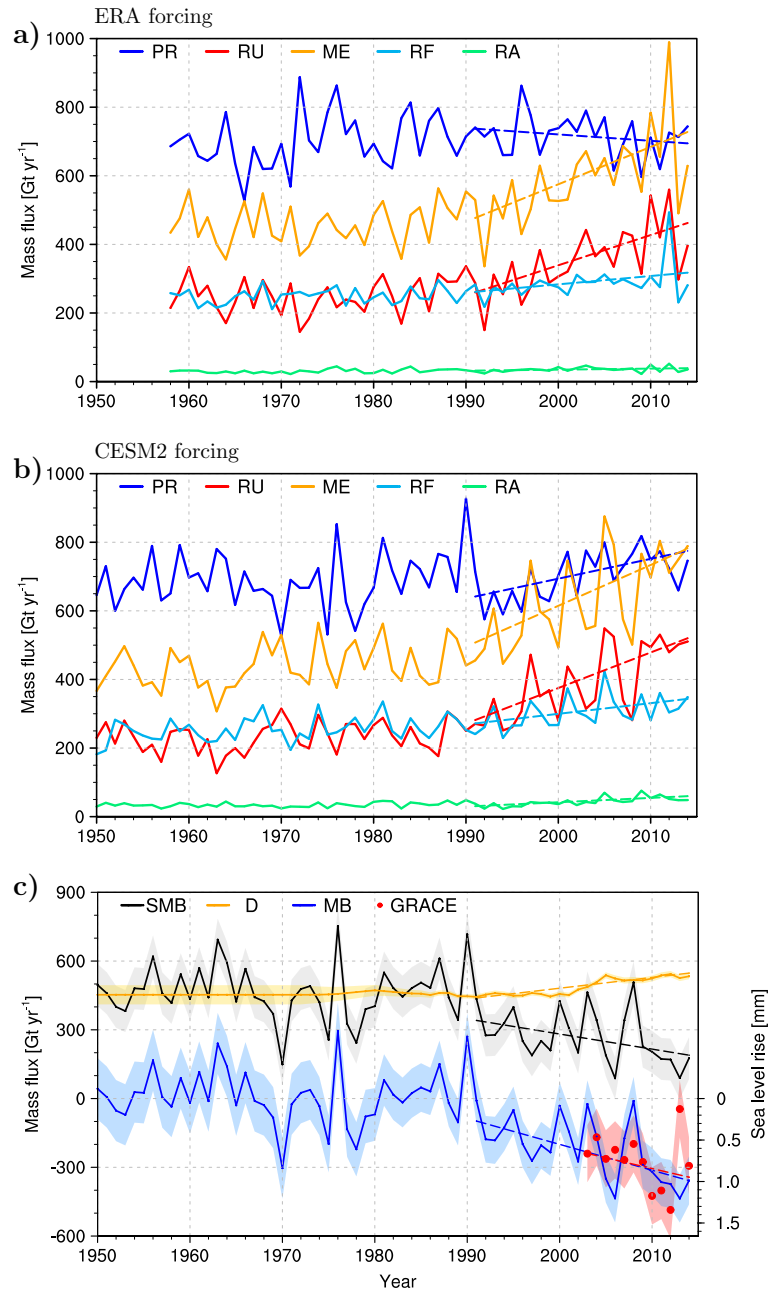 ERA forcing
a)
PR RU ME RF RA
1000
800
600
400
200
0
Mass flux [Gt yr⁻¹]
1950 1960 1970 1980 1990 2000 2010
CESM2 forcing
b)
PR RU ME RF RA
1000
800
600
400
200
0
Mass flux [Gt yr⁻¹]
1950 1960 1970 1980 1990 2000 2010
c)
SMB D MB GRACE
900
600
300
0
-300
-600
Mass flux [Gt yr⁻¹]
0
0.5
1.0
1.5
Sea level rise [mm]
1950 1960 1970 1980 1990 2000 2010
Year